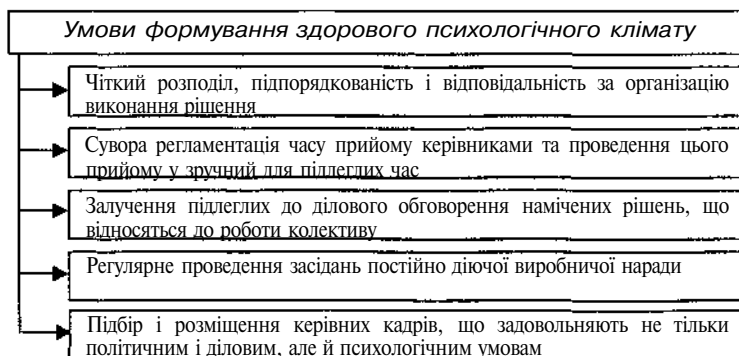 Умови формування здорового психологічного клімату
Чіткий розподіл, підпорядкованість і відповідальність за організацію
виконання рішення
Сувора регламентація часу прийому керівниками та проведення цього
прийому у зручний для підлеглих час
Залучення підлеглих до ділового обговорення намічених рішень, що
відносяться до роботи колективу
Регулярне проведення засідань постійно діючої виробничої наради
Підбір і розміщення керівних кадрів, що задовольняють не тільки
політичним і діловим, але й психологічним умовам